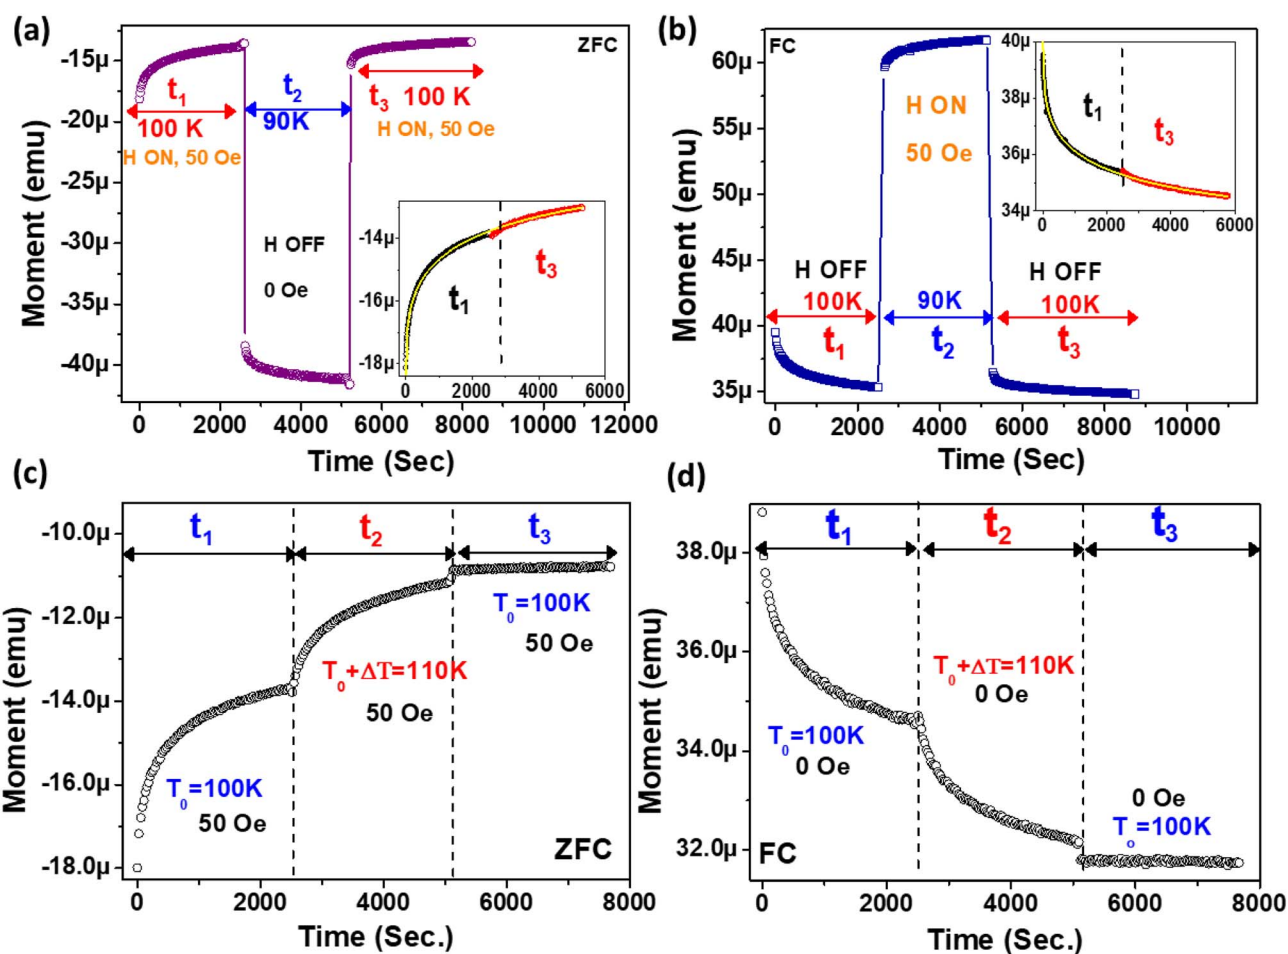 (a)
ZFC
-15µ
-20µ
-25µ
-30µ
-35µ
-40µ
Moment (emu)
t1
100 K
H ON, 50 Oe
t2
90K
H OFF
0 Oe
t3 100 K
H ON, 50 Oe
-14µ
-16µ
-18µ
t1
t3
0 2000 4000 6000
0 2000 4000 6000 8000 10000 12000
Time (Sec)
(b)
FC
60µ
55µ
50µ
45µ
40µ
35µ
Moment (emu)
H ON
50 Oe
H OFF
100K
t1
90K
t2
H OFF
100K
t3
40µ
38µ
36µ
34µ
t1
t3
0 2000 4000 6000
0 2000 4000 6000 8000 10000
Time (Sec)
(c)
-10.0µ
-12.0µ
-14.0µ
-16.0µ
-18.0µ
Moment (emu)
t1
t2
t3
T0=100K
50 Oe
T0+ΔT=110K
50 Oe
T0=100K
50 Oe
ZFC
0 2000 4000 6000 8000
Time (Sec.)
(d)
38.0µ
36.0µ
34.0µ
32.0µ
Moment (emu)
t1
t2
t3
T0=100K
0 Oe
T0+ΔT=110K
0 Oe
0 Oe
To=100K
FC
0 2000 4000 6000 8000
Time (Sec.)